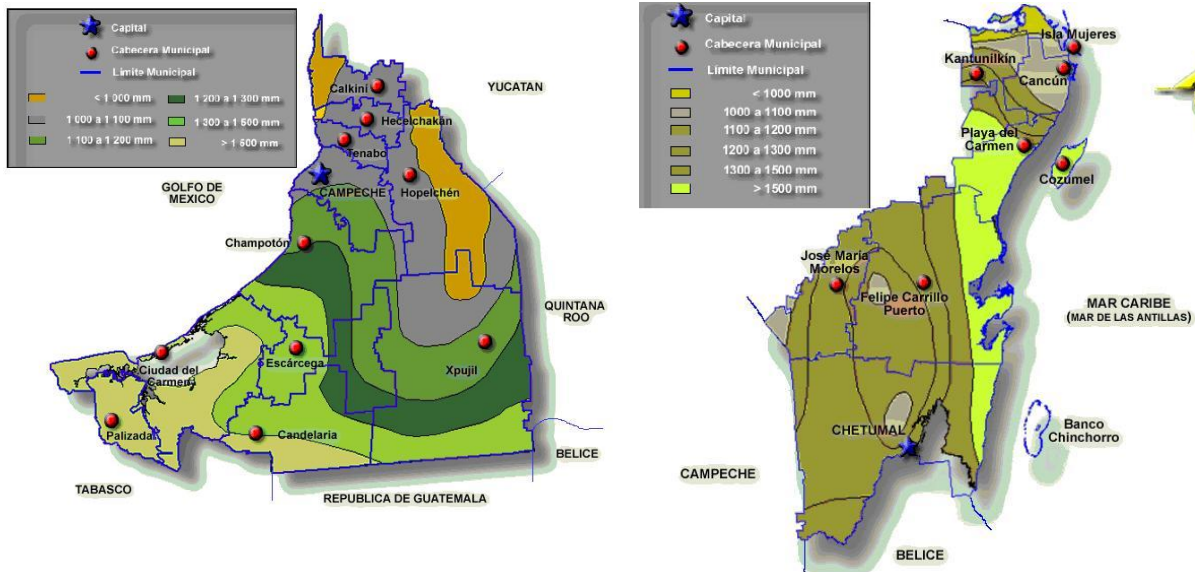 Capital
Cabecera Municipal
Límite Municipal
< 1 000 mm
1 200 a 1 300 mm
1 000 a 1 100 mm
1 300 a 1 500 mm
1 100 a 1 200 mm
> 1 500 mm
YUCATAN
Calkiní
Hecelchakán
Tenabo
GOLFO DE
MEXICO
CAMPECHE
Hopelchén
Champotón
QUINTANA
ROO
Ciudad del
Carmen
Escárcega
Xpujil
Palizada
Candelaria
BELICE
TABASCO
REPUBLICA DE GUATEMALA
Capital
Cabecera Municipal
Límite Municipal
< 1000 mm
1000 a 1100 mm
1100 a 1200 mm
1200 a 1300 mm
1300 a 1500 mm
> 1500 mm
Isla Mujeres
Kantunilkín
Cancún
Playa del
Carmen
Cozumel
José María
Morelos
Felipe Carrillo
Puerto
MAR CARIBE
(MAR DE LAS ANTILLAS)
CHETUMAL
Banco
Chinchorro
CAMPECHE
BELICE